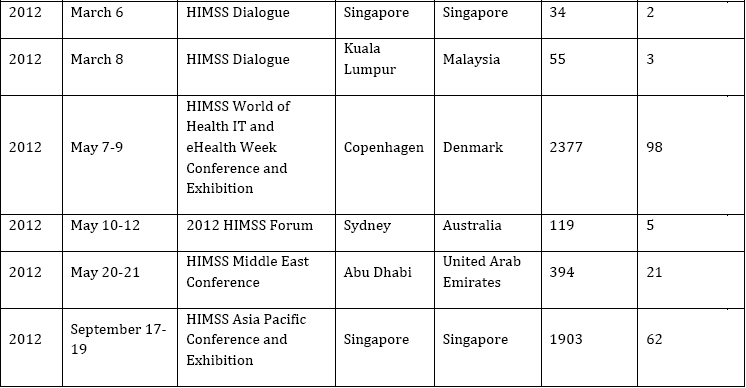 2012 March 6 HIMSS Dialogue Singapore Singapore 34 2
2012 March 8 HIMSS Dialogue Kuala
Lumpur Malaysia 55 3
2012 May 7-9 HIMSS World of
Health IT and
eHealth Week
Conference and
Exhibition Copenhagen Denmark 2377 98
2012 May 10-12 2012 HIMSS Forum Sydney Australia 119 5
2012 May 20-21 HIMSS Middle East
Conference Abu Dhabi United Arab
Emirates 394 21
2012 September 17-
19 HIMSS Asia Pacific
Conference and
Exhibition Singapore Singapore 1903 62